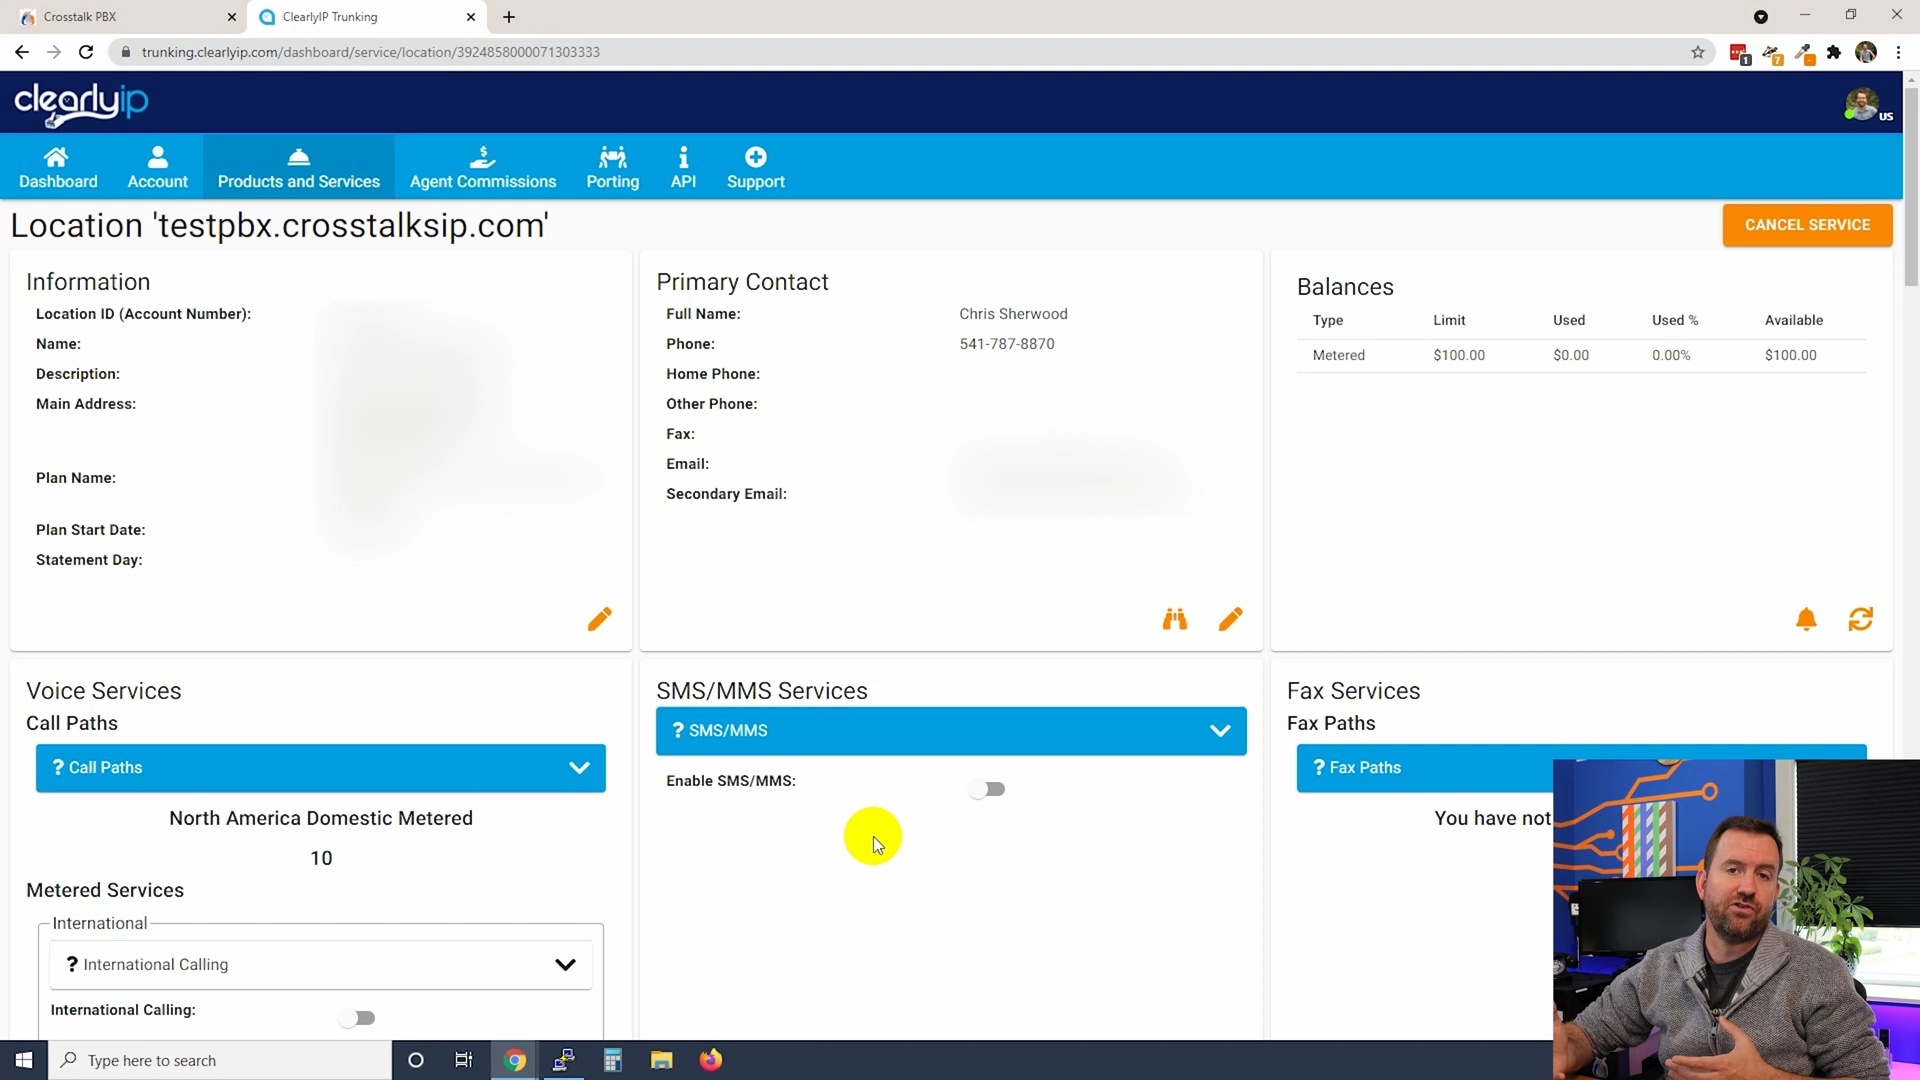 Crosstalk PBX
ClearlyIP Trunking
trunking.clearlyip.com/dashboard/service/location/3924858000071303333
1
7
clearlyip
US
Dashboard
Account
Products and Services
Agent Commissions
Porting
API
Support
Location 'testpbx.crosstalksip.com'
CANCEL SERVICE
Information
Location ID (Account Number):
Name:
Description:
Main Address:
Plan Name:
Plan Start Date:
Statement Day:
Primary Contact
Full Name: Chris Sherwood
Phone: 541-787-8870
Home Phone:
Other Phone:
Fax:
Email:
Secondary Email:
Balances
Type Limit Used Used % Available
Metered $100.00 $0.00 0.00% $100.00
Voice Services
Call Paths
? Call Paths
North America Domestic Metered
10
Metered Services
International
? International Calling
International Calling:
SMS/MMS Services
? SMS/MMS
Enable SMS/MMS:
Fax Services
Fax Paths
? Fax Paths
You have not
Type here to search